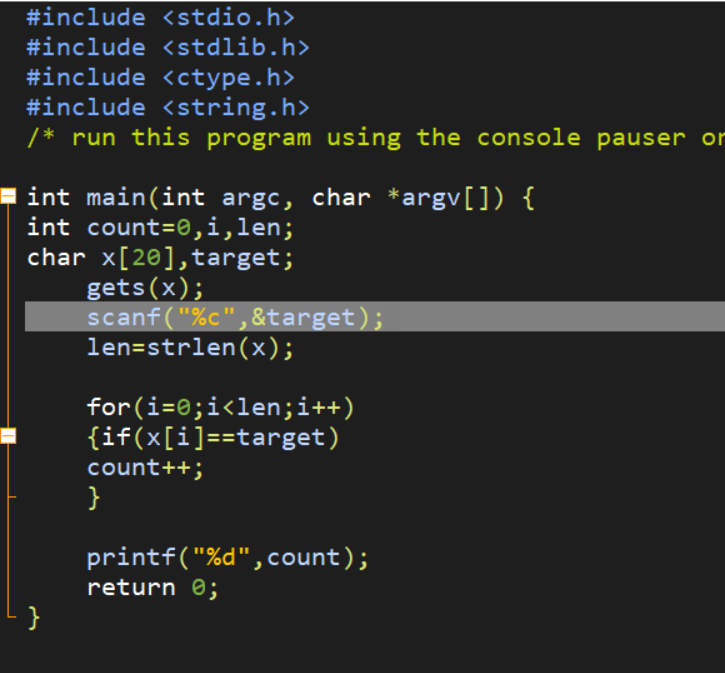 #include <stdio.h>
#include <stdlib.h>
#include <ctype.h>
#include <string.h>
/* run this program using the console pauser or
int main(int argc, char *argv[]) {
int count=0,i,len;
char x[20],target;
gets(x);
scanf("%c",&target);
len=strlen(x);
for(i=0;i<len;i++)
{if(x[i]==target)
count++;
}
printf("%d",count);
return 0;
}